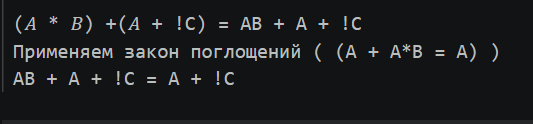 (𝐴 * 𝐵) +(𝐴 + !C) = AB + A + !C
Применяем закон поглощений ( (A + A*B = A) )
AB + A + !C = A + !C